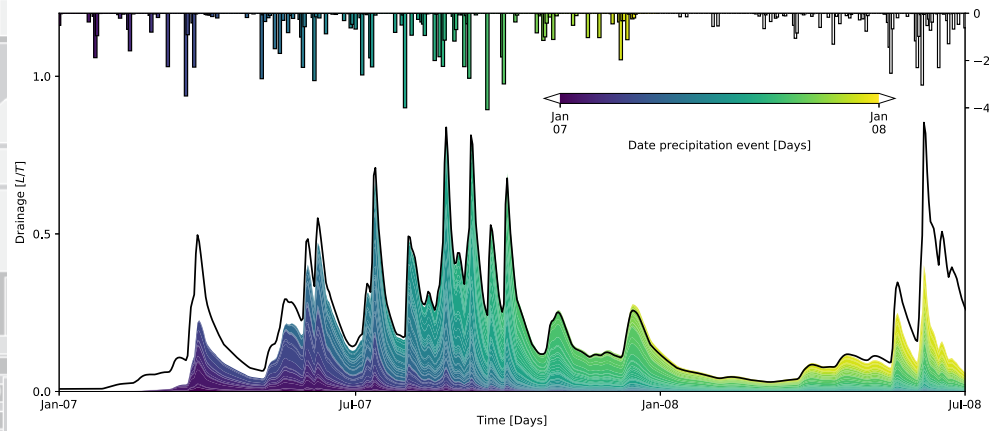 0
1.0
−2
−4
Jan
07
Jan
08
Date precipitation event [Days]
Drainage [L/T]
0.5
0.0
Jan-07
Jul-07
Jan-08
Jul-08
Time [Days]